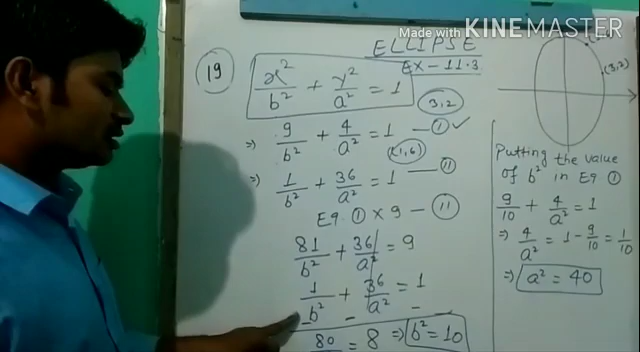 Made with KINEMASTER
ELLIPSE
EX-11.3
19
x²/b² + y²/a² = 1
(3,2)
⇒ 9/b² + 4/a² = 1 — ① ✓
(1,6)
⇒ 1/b² + 36/a² = 1 — ⑪
Eq ① × 9 — ⑪
81/b² + 36/a² = 9
1/b² + 36/a² = 1
- - -
80 = 8 ⇒ b² = 10
(3,2)
Putting the value
of b² in Eq ①
9/10 + 4/a² = 1
⇒ 4/a² = 1 - 9/10 = 1/10
⇒ a² = 40